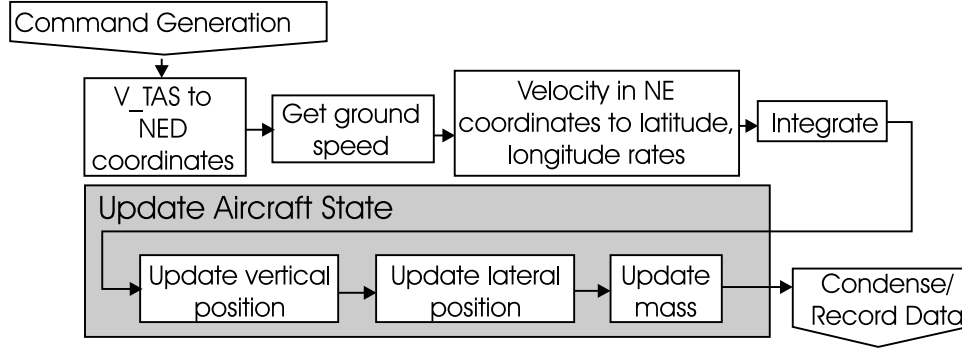 Command Generation
V_TAS to
NED
coordinates
Get ground
speed
Velocity in NE
coordinates to latitude,
longitude rates
Integrate
Update Aircraft State
Update vertical
position
Update lateral
position
Update
mass
Condense/
Record Data